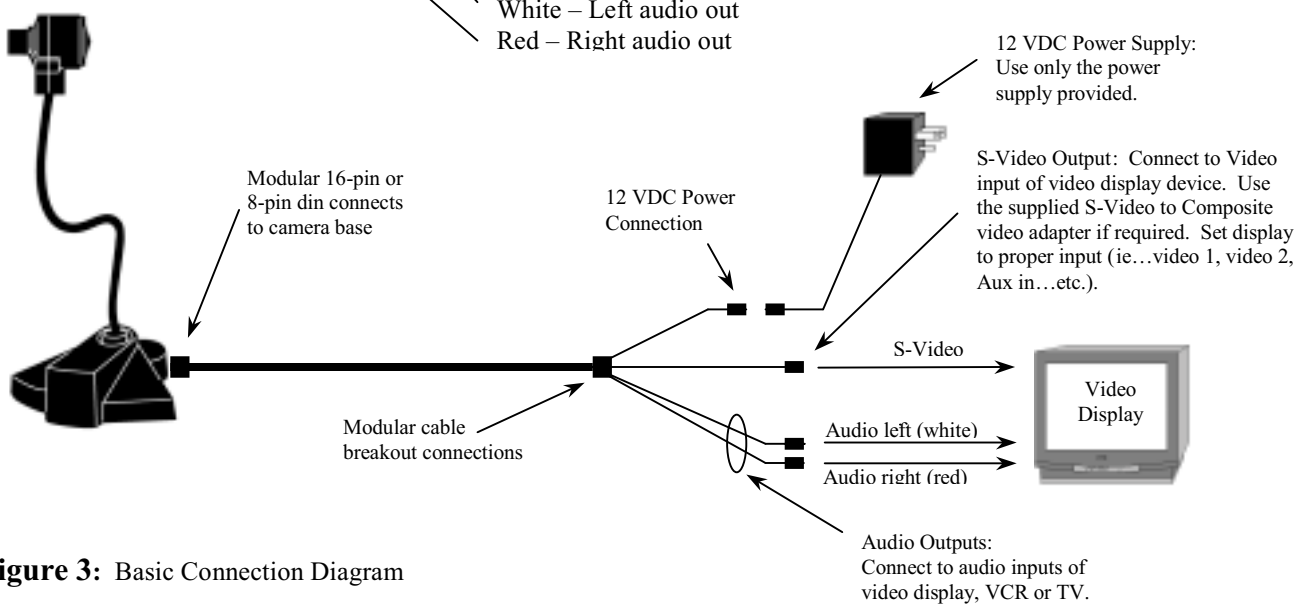 White – Left audio out
Red – Right audio out
12 VDC Power Supply:
Use only the power
supply provided.
S-Video Output: Connect to Video
input of video display device. Use
the supplied S-Video to Composite
video adapter if required. Set display
to proper input (ie…video 1, video 2,
Aux in…etc.).
Modular 16-pin or
8-pin din connects
to camera base
12 VDC Power
Connection
S-Video
Video
Display
Modular cable
breakout connections
Audio left (white)
Audio right (red)
Audio Outputs:
Connect to audio inputs of
video display, VCR or TV.
igure 3: Basic Connection Diagram